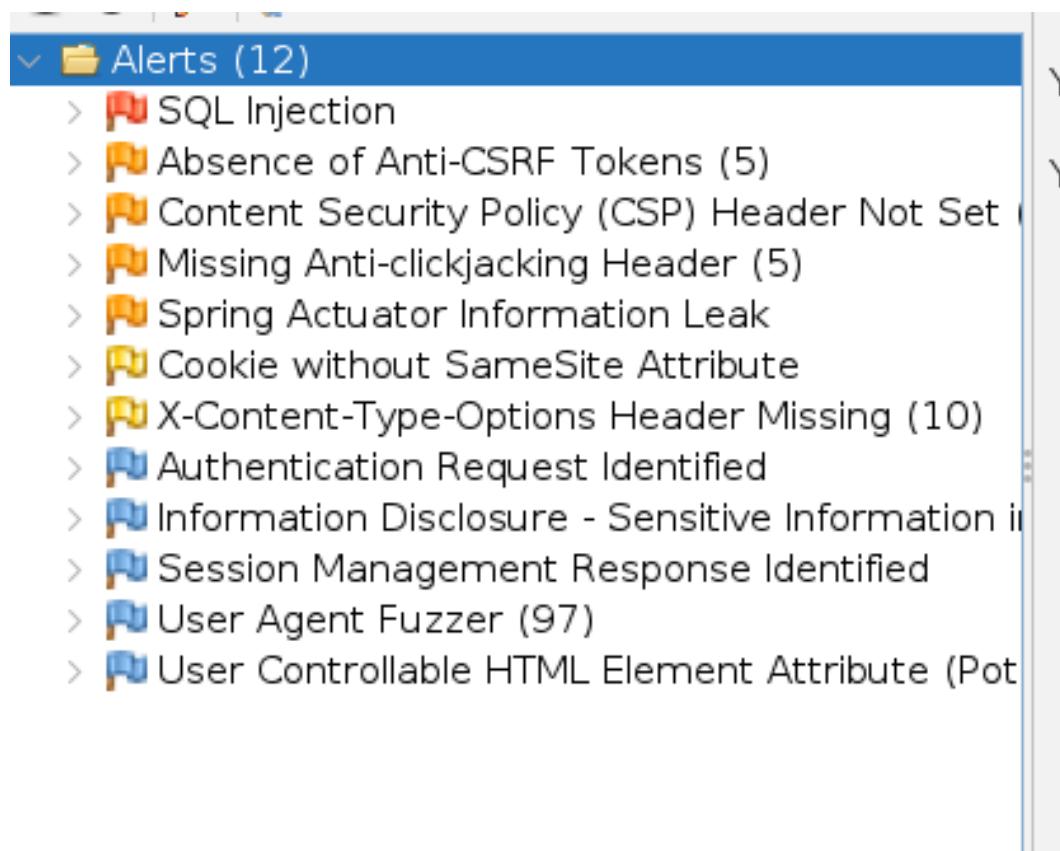 Alerts (12)
SQL Injection
Absence of Anti-CSRF Tokens (5)
Content Security Policy (CSP) Header Not Set
Missing Anti-clickjacking Header (5)
Spring Actuator Information Leak
Cookie without SameSite Attribute
X-Content-Type-Options Header Missing (10)
Authentication Request Identified
Information Disclosure - Sensitive Information
Session Management Response Identified
User Agent Fuzzer (97)
User Controllable HTML Element Attribute (Pot